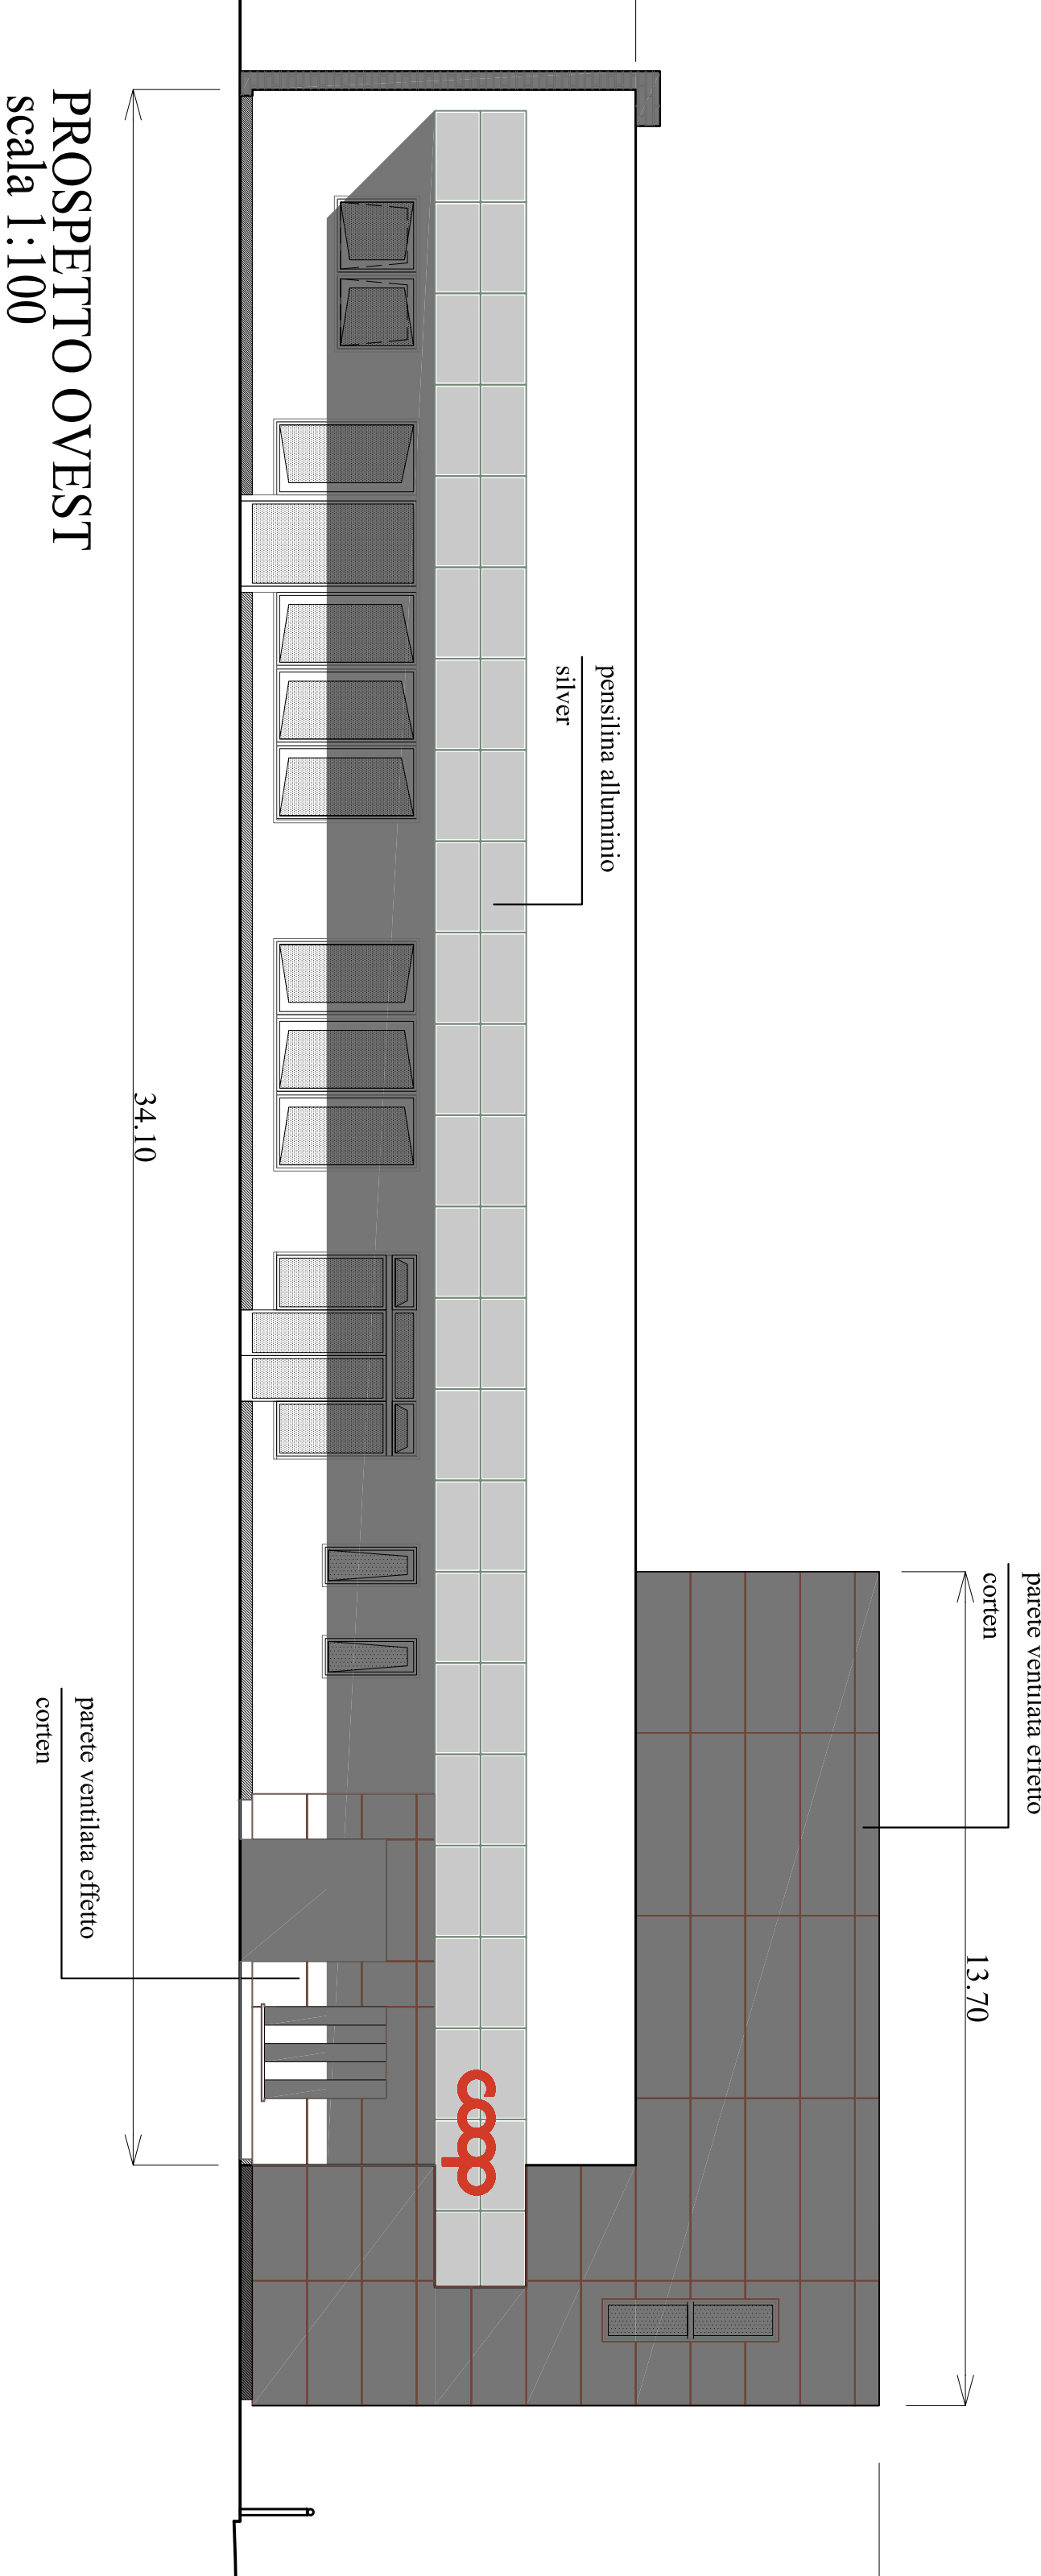 parete ventilata effetto
corten
13.70
pensilina alluminio
silver
coop
34.10
parete ventilata effetto
corten
PROSPETTO OVEST
scala 1:100